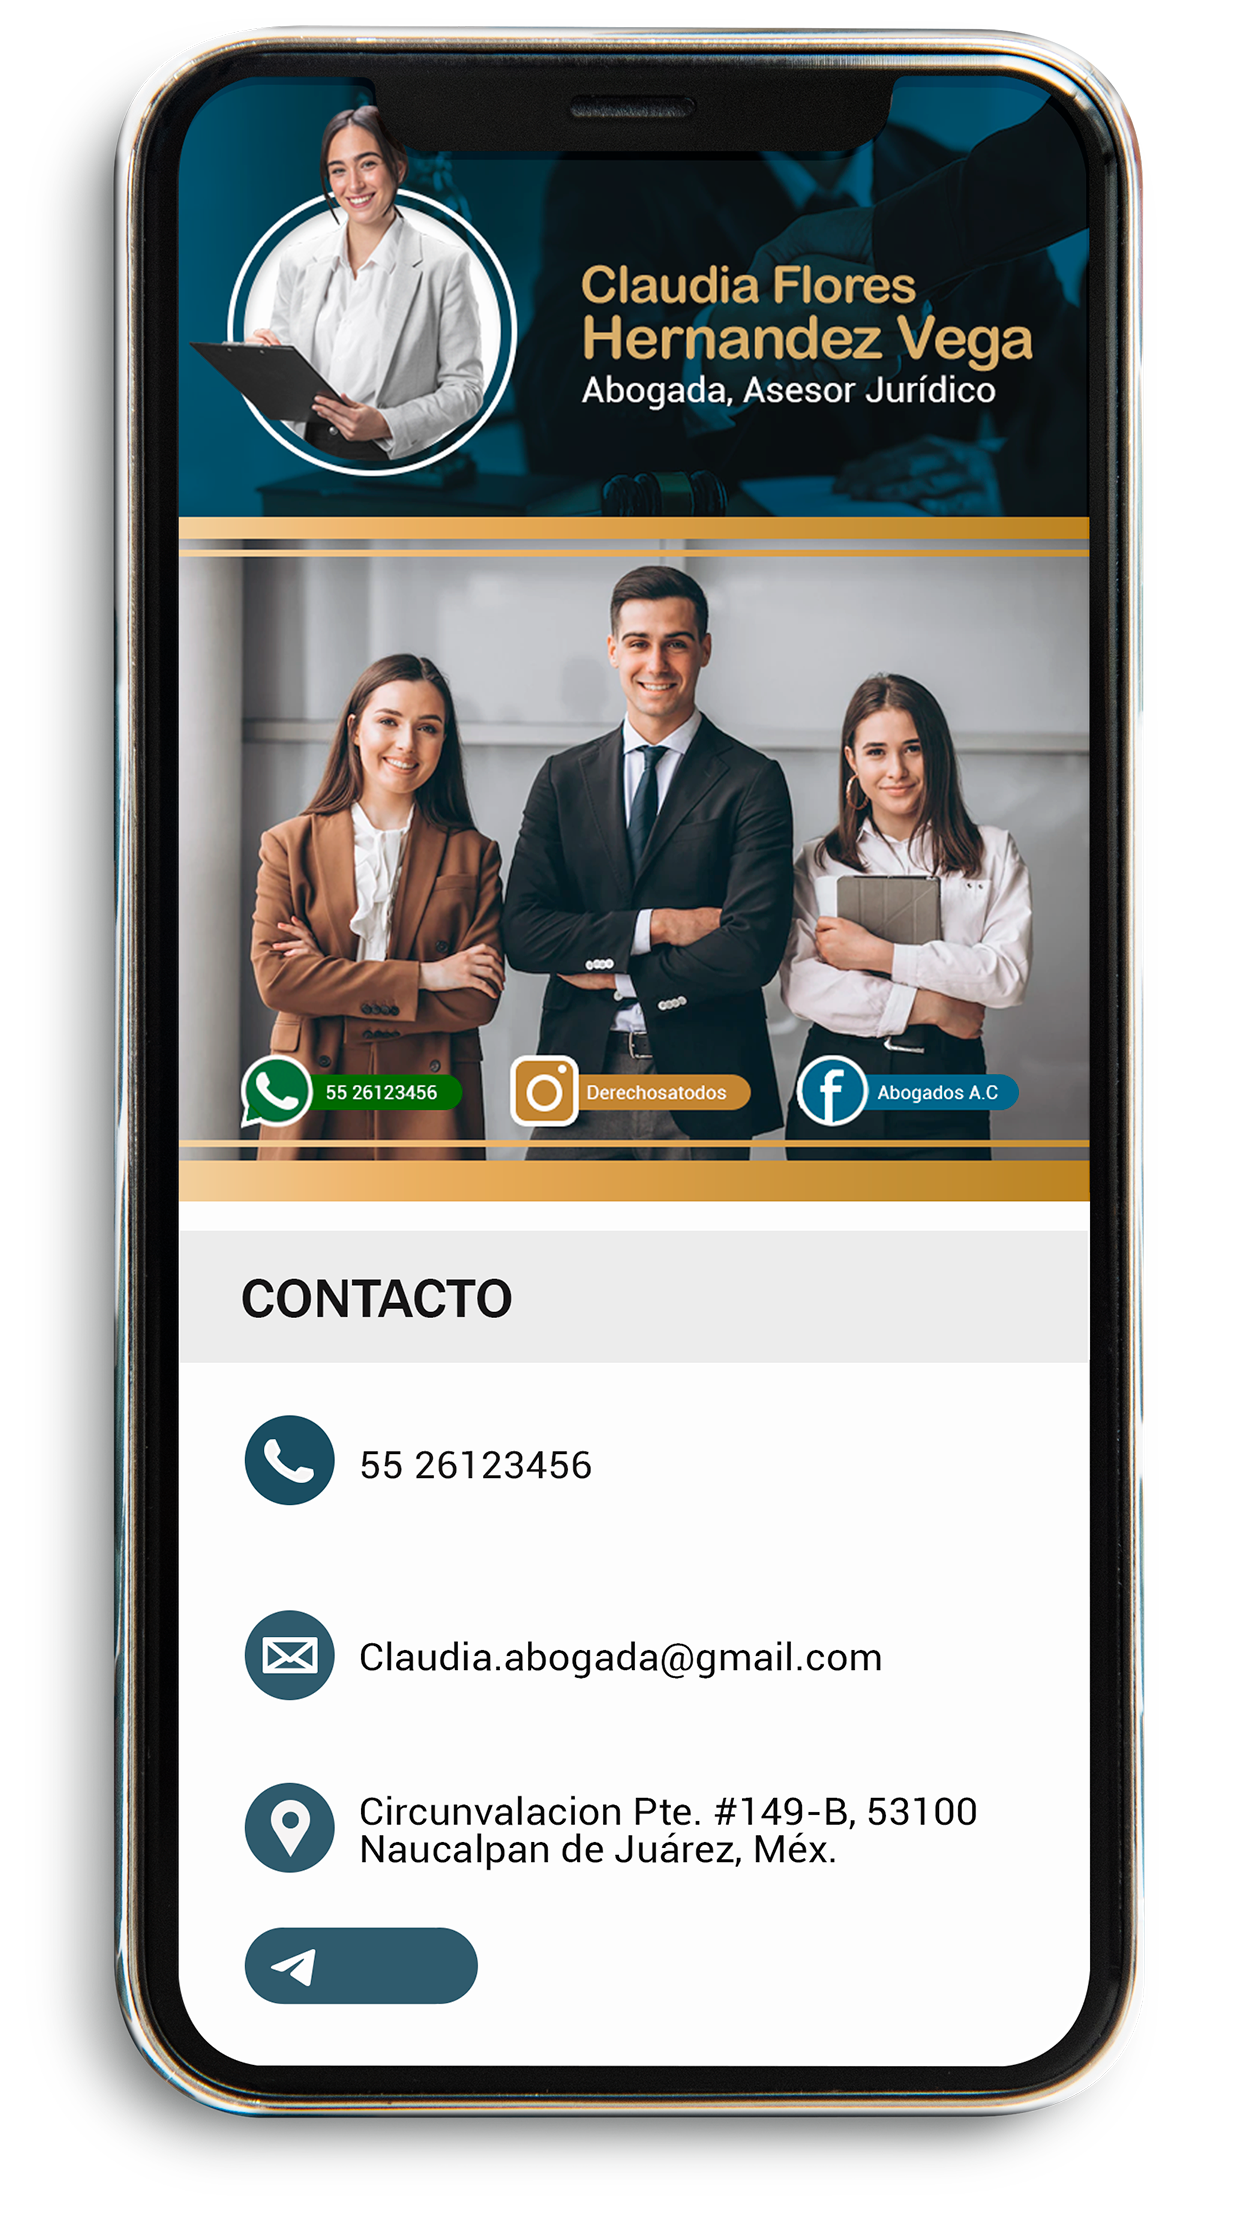 Claudia Flores
Hernandez Vega
Abogada, Asesor Jurídico
55 26123456
Derechosatodos
Abogados A.C
CONTACTO
55 26123456
Claudia.abogada@gmail.com
Circunvalacion Pte. #149-B, 53100
Naucalpan de Juárez, Méx.